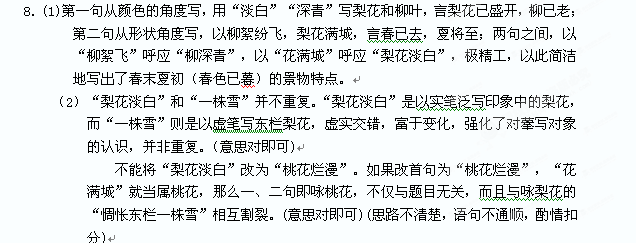 8. (1)第一句从颜色的角度写，用“淡白”“深青”写梨花和柳叶，言梨花已盛开，柳已老；
第二句从形状角度写，以柳絮纷飞，梨花满城，言春已去，夏将至；两句之间，以
“柳絮飞”呼应“柳深青”，以“花满城”呼应“梨花淡白”，极精工，以此简洁
地写出了春末夏初（春色已暮）的景物特点。
（2）“梨花淡白”和“一株雪”并不重复。“梨花淡白”是以实笔泛写印象中的梨花，
而“一株雪”则是以虚笔写东栏梨花，虚实交错，富于变化，强化了对摹写对象
的认识，并非重复。(意思对即可)
不能将“梨花淡白”改为“桃花烂漫”。如果改首句为“桃花烂漫”，“花
满城”就当属桃花，那么一、二句即咏桃花，不仅与题目无关，而且与咏梨花的
“惆怅东栏一株雪”相互割裂。(意思对即可)(思路不清楚，语句不通顺，酌情扣
分)